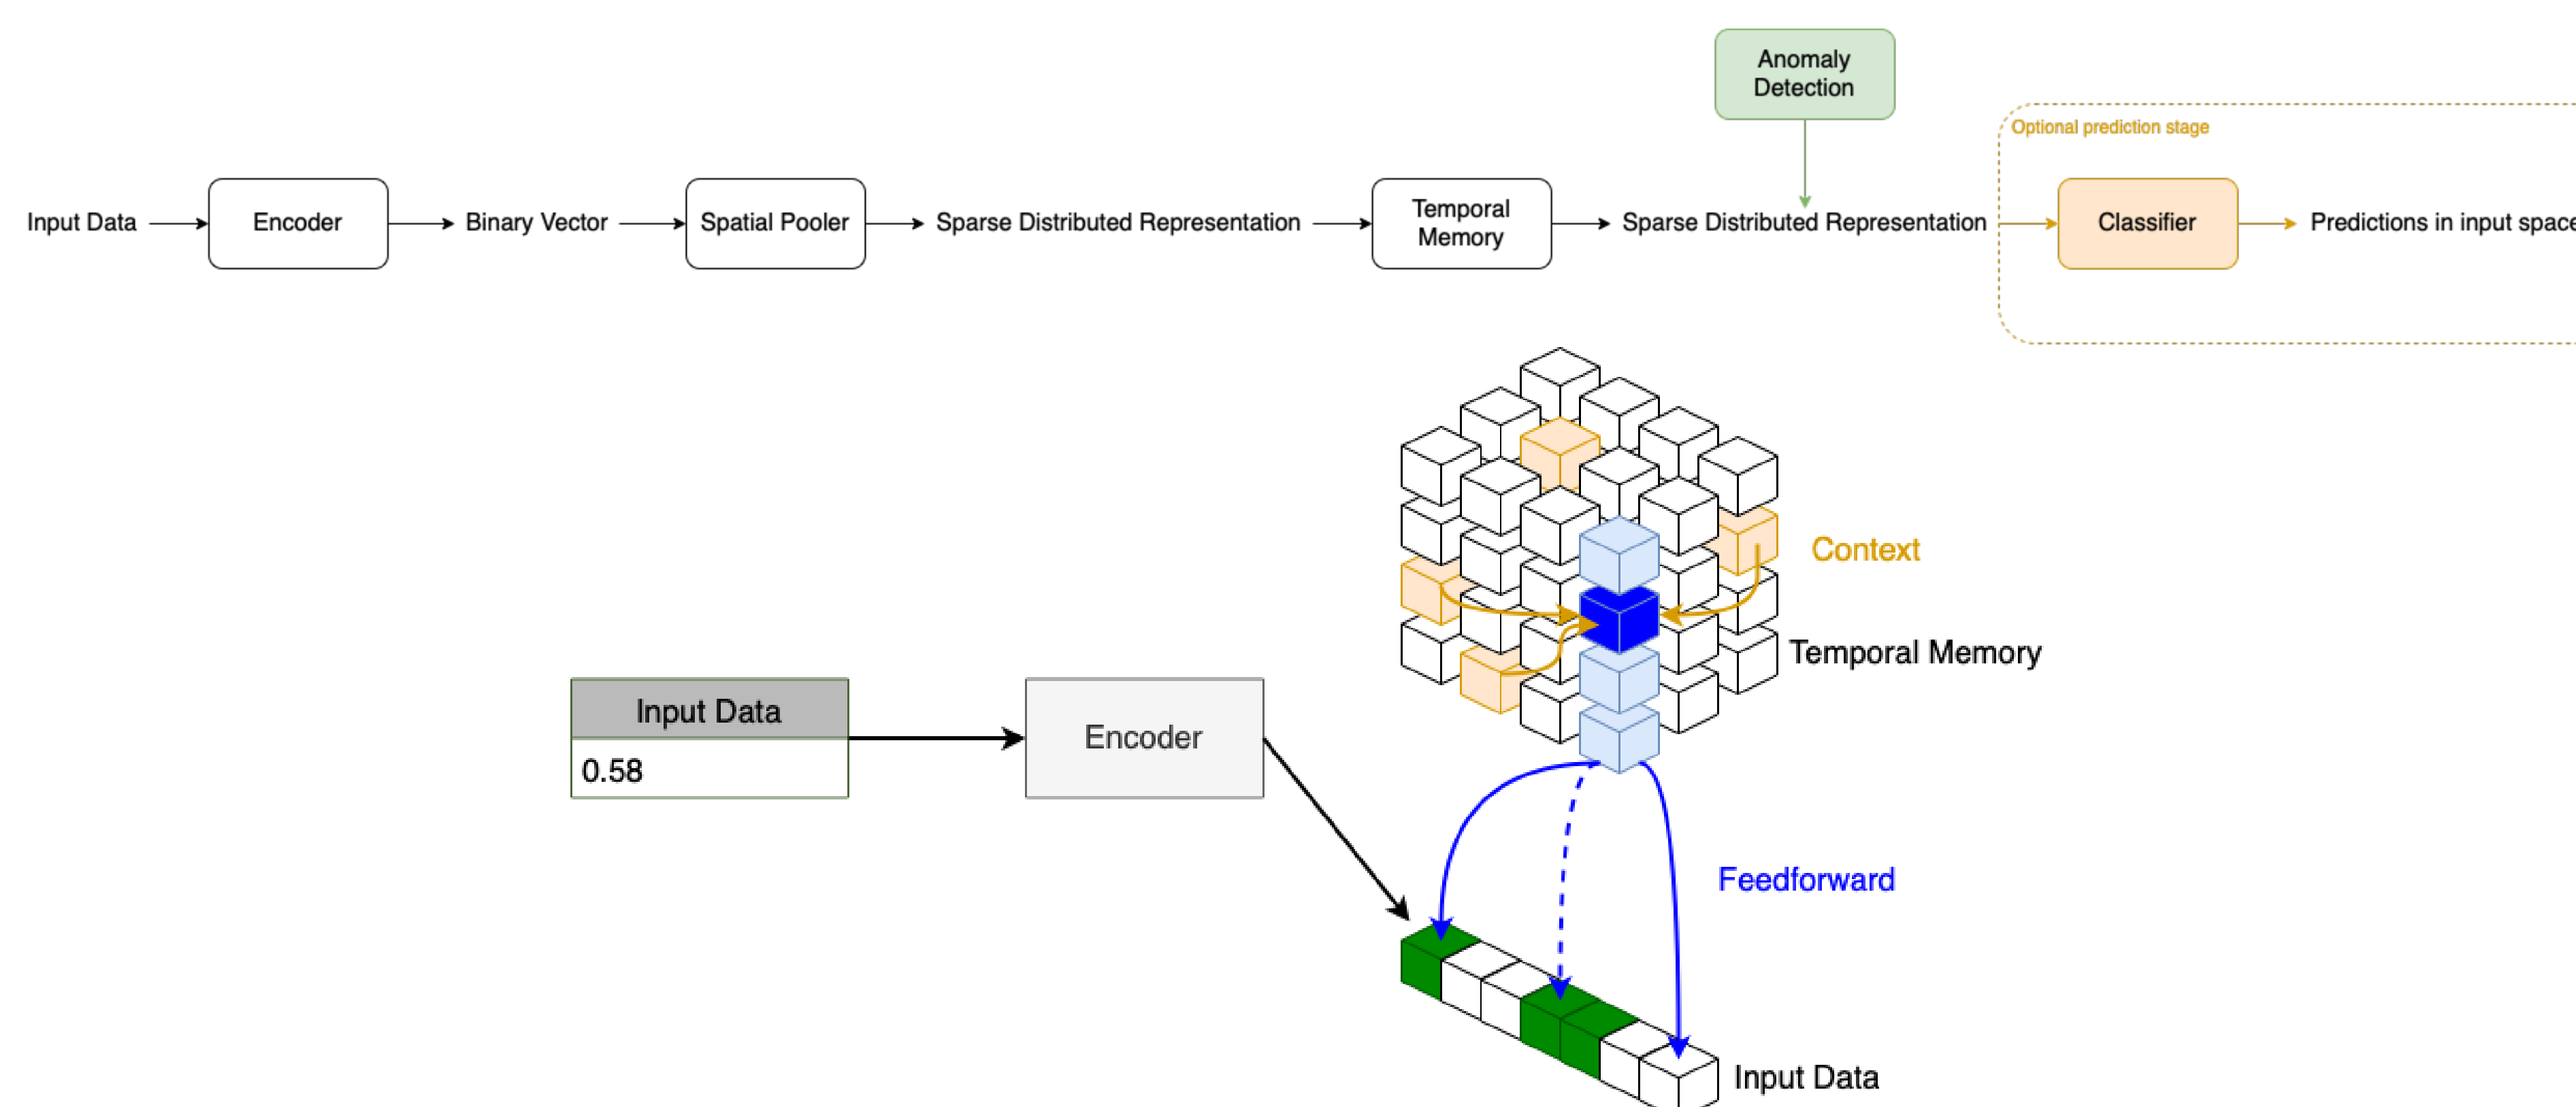 Anomaly
Detection
Optional prediction stage
Input Data
Encoder
Binary Vector
Spatial Pooler
Sparse Distributed Representation
Temporal
Memory
Sparse Distributed Representation
Classifier
Predictions in input space
Context
Temporal Memory
Input Data
0.58
Encoder
Feedforward
Input Data